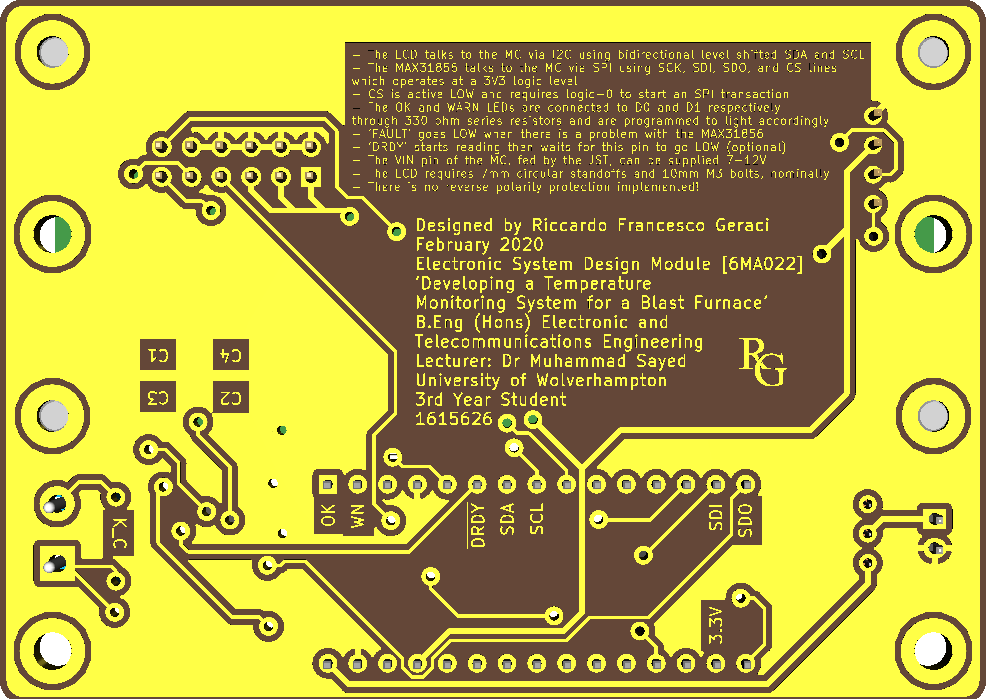 – The LCD talks to the MC via I2C using bidirectional level shifted SDA and SCL
– The MAX31856 talks to the MC via SPI using SCK, SDI, SDO, and CS lines
which operates at a 3V3 logic level
– CS is active LOW and requires logic-0 to start an SPI transaction
– The OK and WARN LEDs are connected to D0 and D1 respectively
through 330 ohm series resistors and are programmed to light accordingly
– 'FAULT' goes LOW when there is a problem with the MAX31856
– 'DRDY' starts reading then waits for this pin to go LOW (optional)
– The VIN pin of the MC, fed by the JST, can be supplied 7-12V
– The LCD requires 7mm circular standoffs and 10mm M3 bolts, nominally
– There is no reverse polarity protection implemented!
Designed by Riccardo Francesco Geraci
February 2020
Electronic System Design Module [6MA022]
'Developing a Temperature
Monitoring System for a Blast Furnace'
B.Eng (Hons) Electronic and
Telecommunications Engineering
Lecturer: Dr Muhammad Sayed
University of Wolverhampton
3rd Year Student
1615626
RG
C1 C4
C3 C2
K_C
OK
WN
DRDY
SDA
SCL
SDI
SDO
3.3V